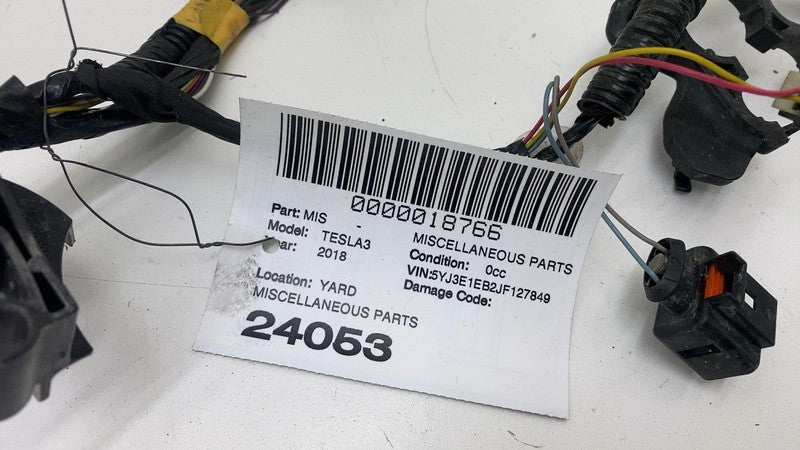 0000018766
Part: MIS - MISCELLANEOUS PARTS
Model: TESLA3 Condition: 0cc
2018 VIN:5YJ3E1EB2JF127849
Location: YARD Damage Code:
MISCELLANEOUS PARTS
24053